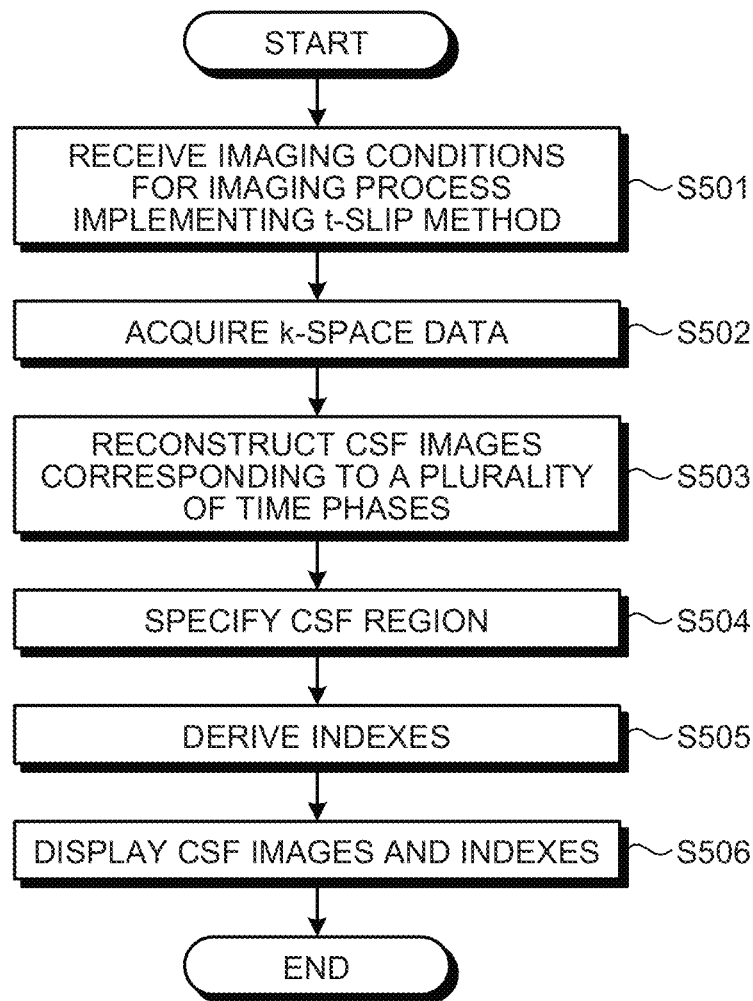 START
RECEIVE IMAGING CONDITIONS
FOR IMAGING PROCESS
IMPLEMENTING t-SLIP METHOD
S501
ACQUIRE k-SPACE DATA
S502
RECONSTRUCT CSF IMAGES
CORRESPONDING TO A PLURALITY
OF TIME PHASES
S503
SPECIFY CSF REGION
S504
DERIVE INDEXES
S505
DISPLAY CSF IMAGES AND INDEXES
S506
END